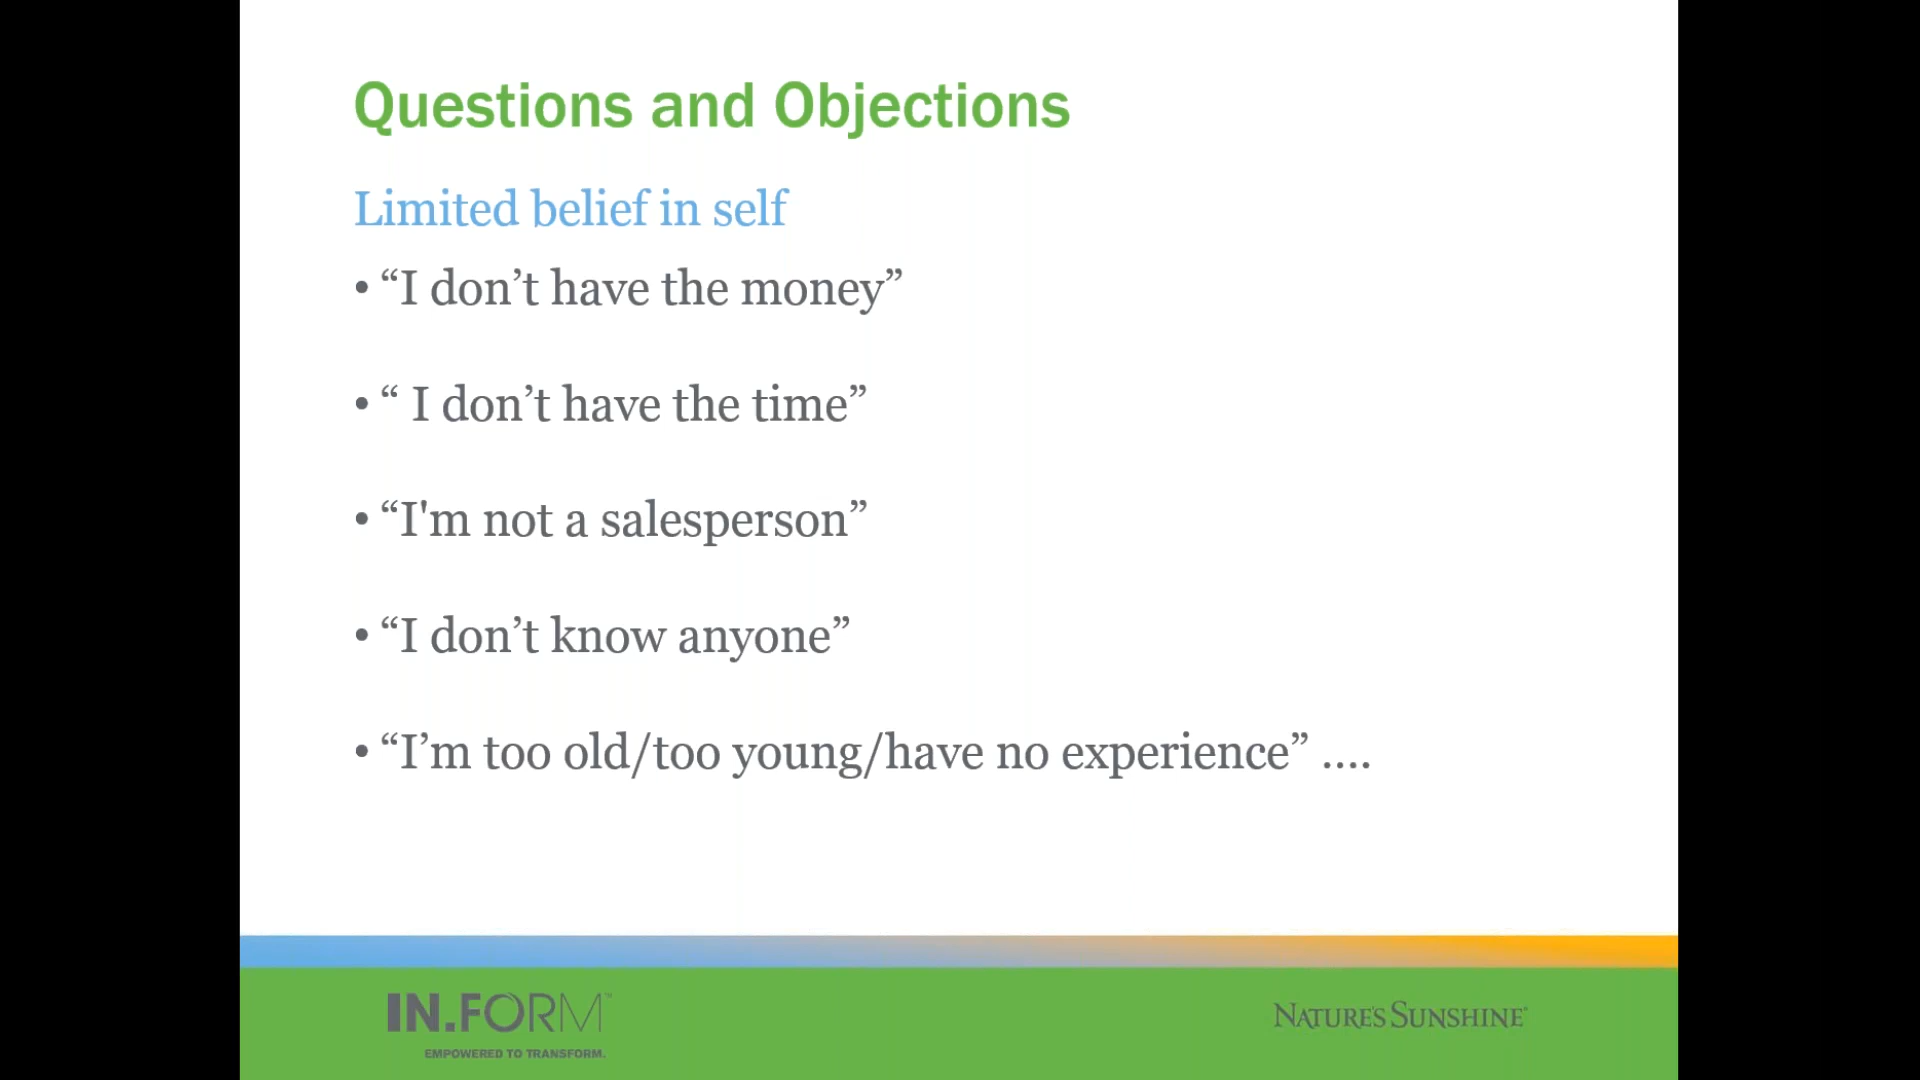 Questions and Objections
Limited belief in self
• “I don’t have the money”
• “ I don’t have the time”
• “I'm not a salesperson”
• “I don’t know anyone”
• “I’m too old/too young/have no experience” ....
IN.FORM™
EMPOWERED TO TRANSFORM.
NATURE'S SUNSHINE®